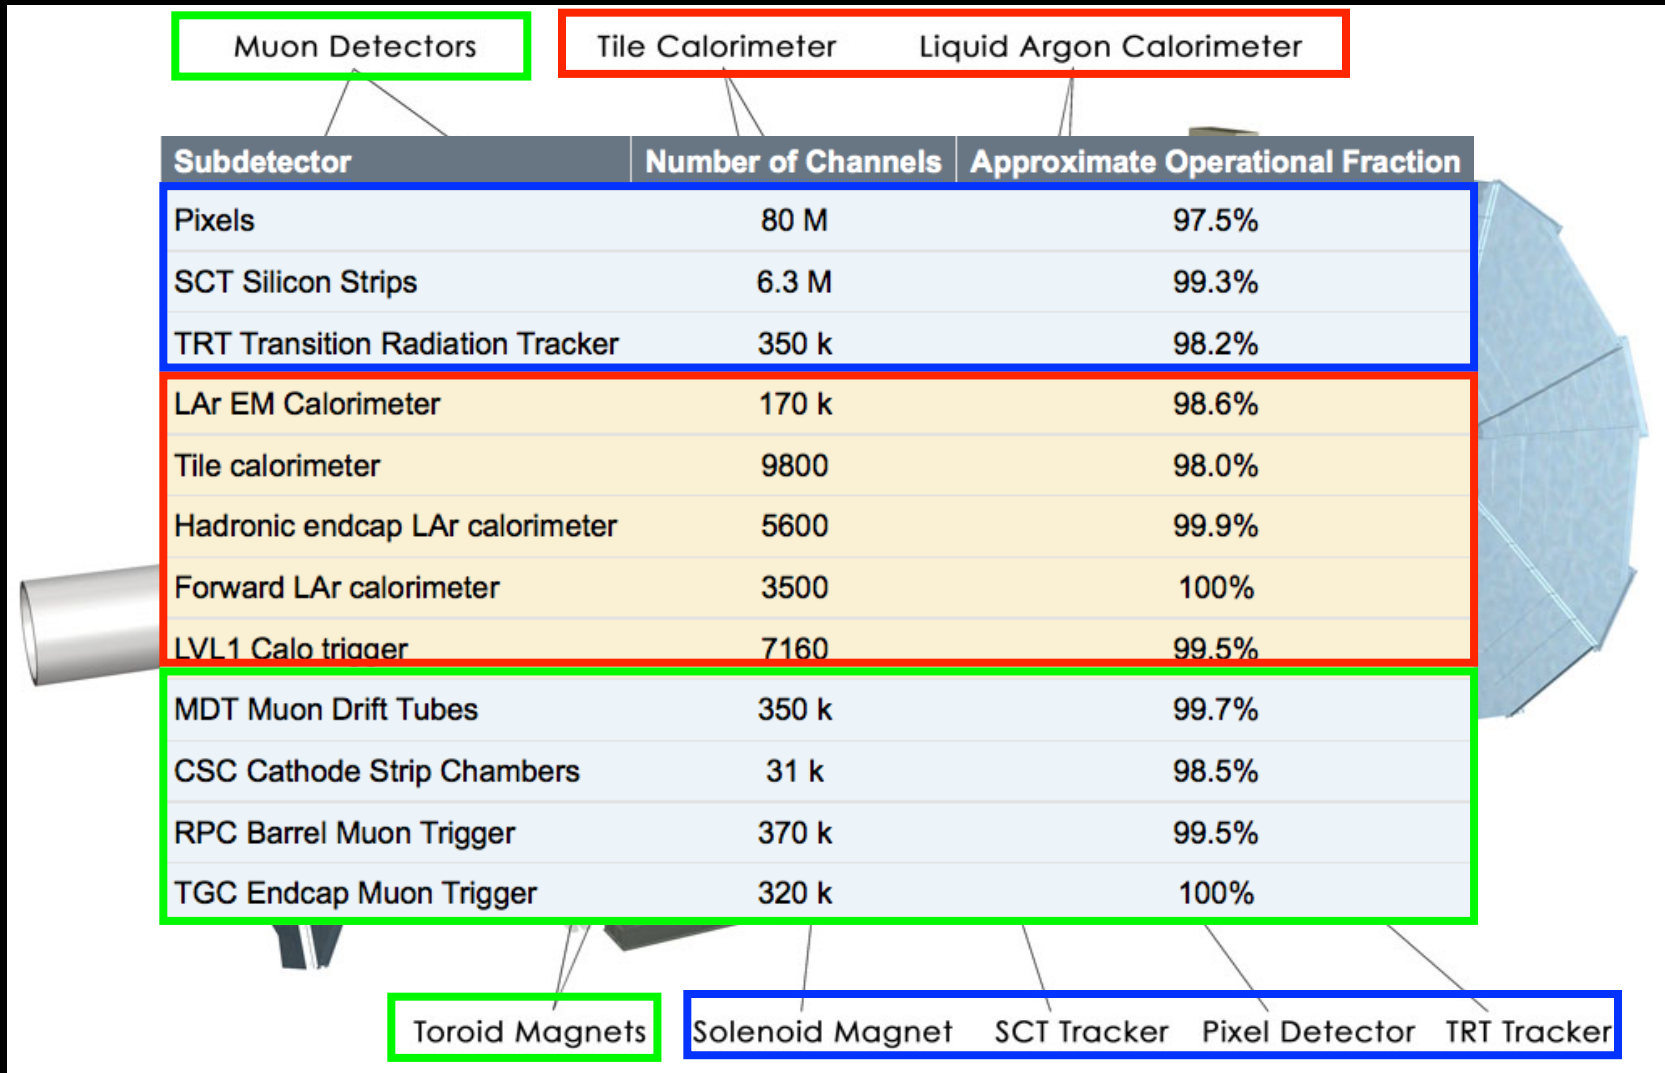 Muon Detectors Tile Calorimeter Liquid Argon Calorimeter
Subdetector Number of Channels Approximate Operational Fraction
Pixels 80 M 97.5%
SCT Silicon Strips 6.3 M 99.3%
TRT Transition Radiation Tracker 350 k 98.2%
LAr EM Calorimeter 170 k 98.6%
Tile calorimeter 9800 98.0%
Hadronic endcap LAr calorimeter 5600 99.9%
Forward LAr calorimeter 3500 100%
LVL1 Calo trigger 7160 99.5%
MDT Muon Drift Tubes 350 k 99.7%
CSC Cathode Strip Chambers 31 k 98.5%
RPC Barrel Muon Trigger 370 k 99.5%
TGC Endcap Muon Trigger 320 k 100%
Toroid Magnets Solenoid Magnet SCT Tracker Pixel Detector TRT Tracker